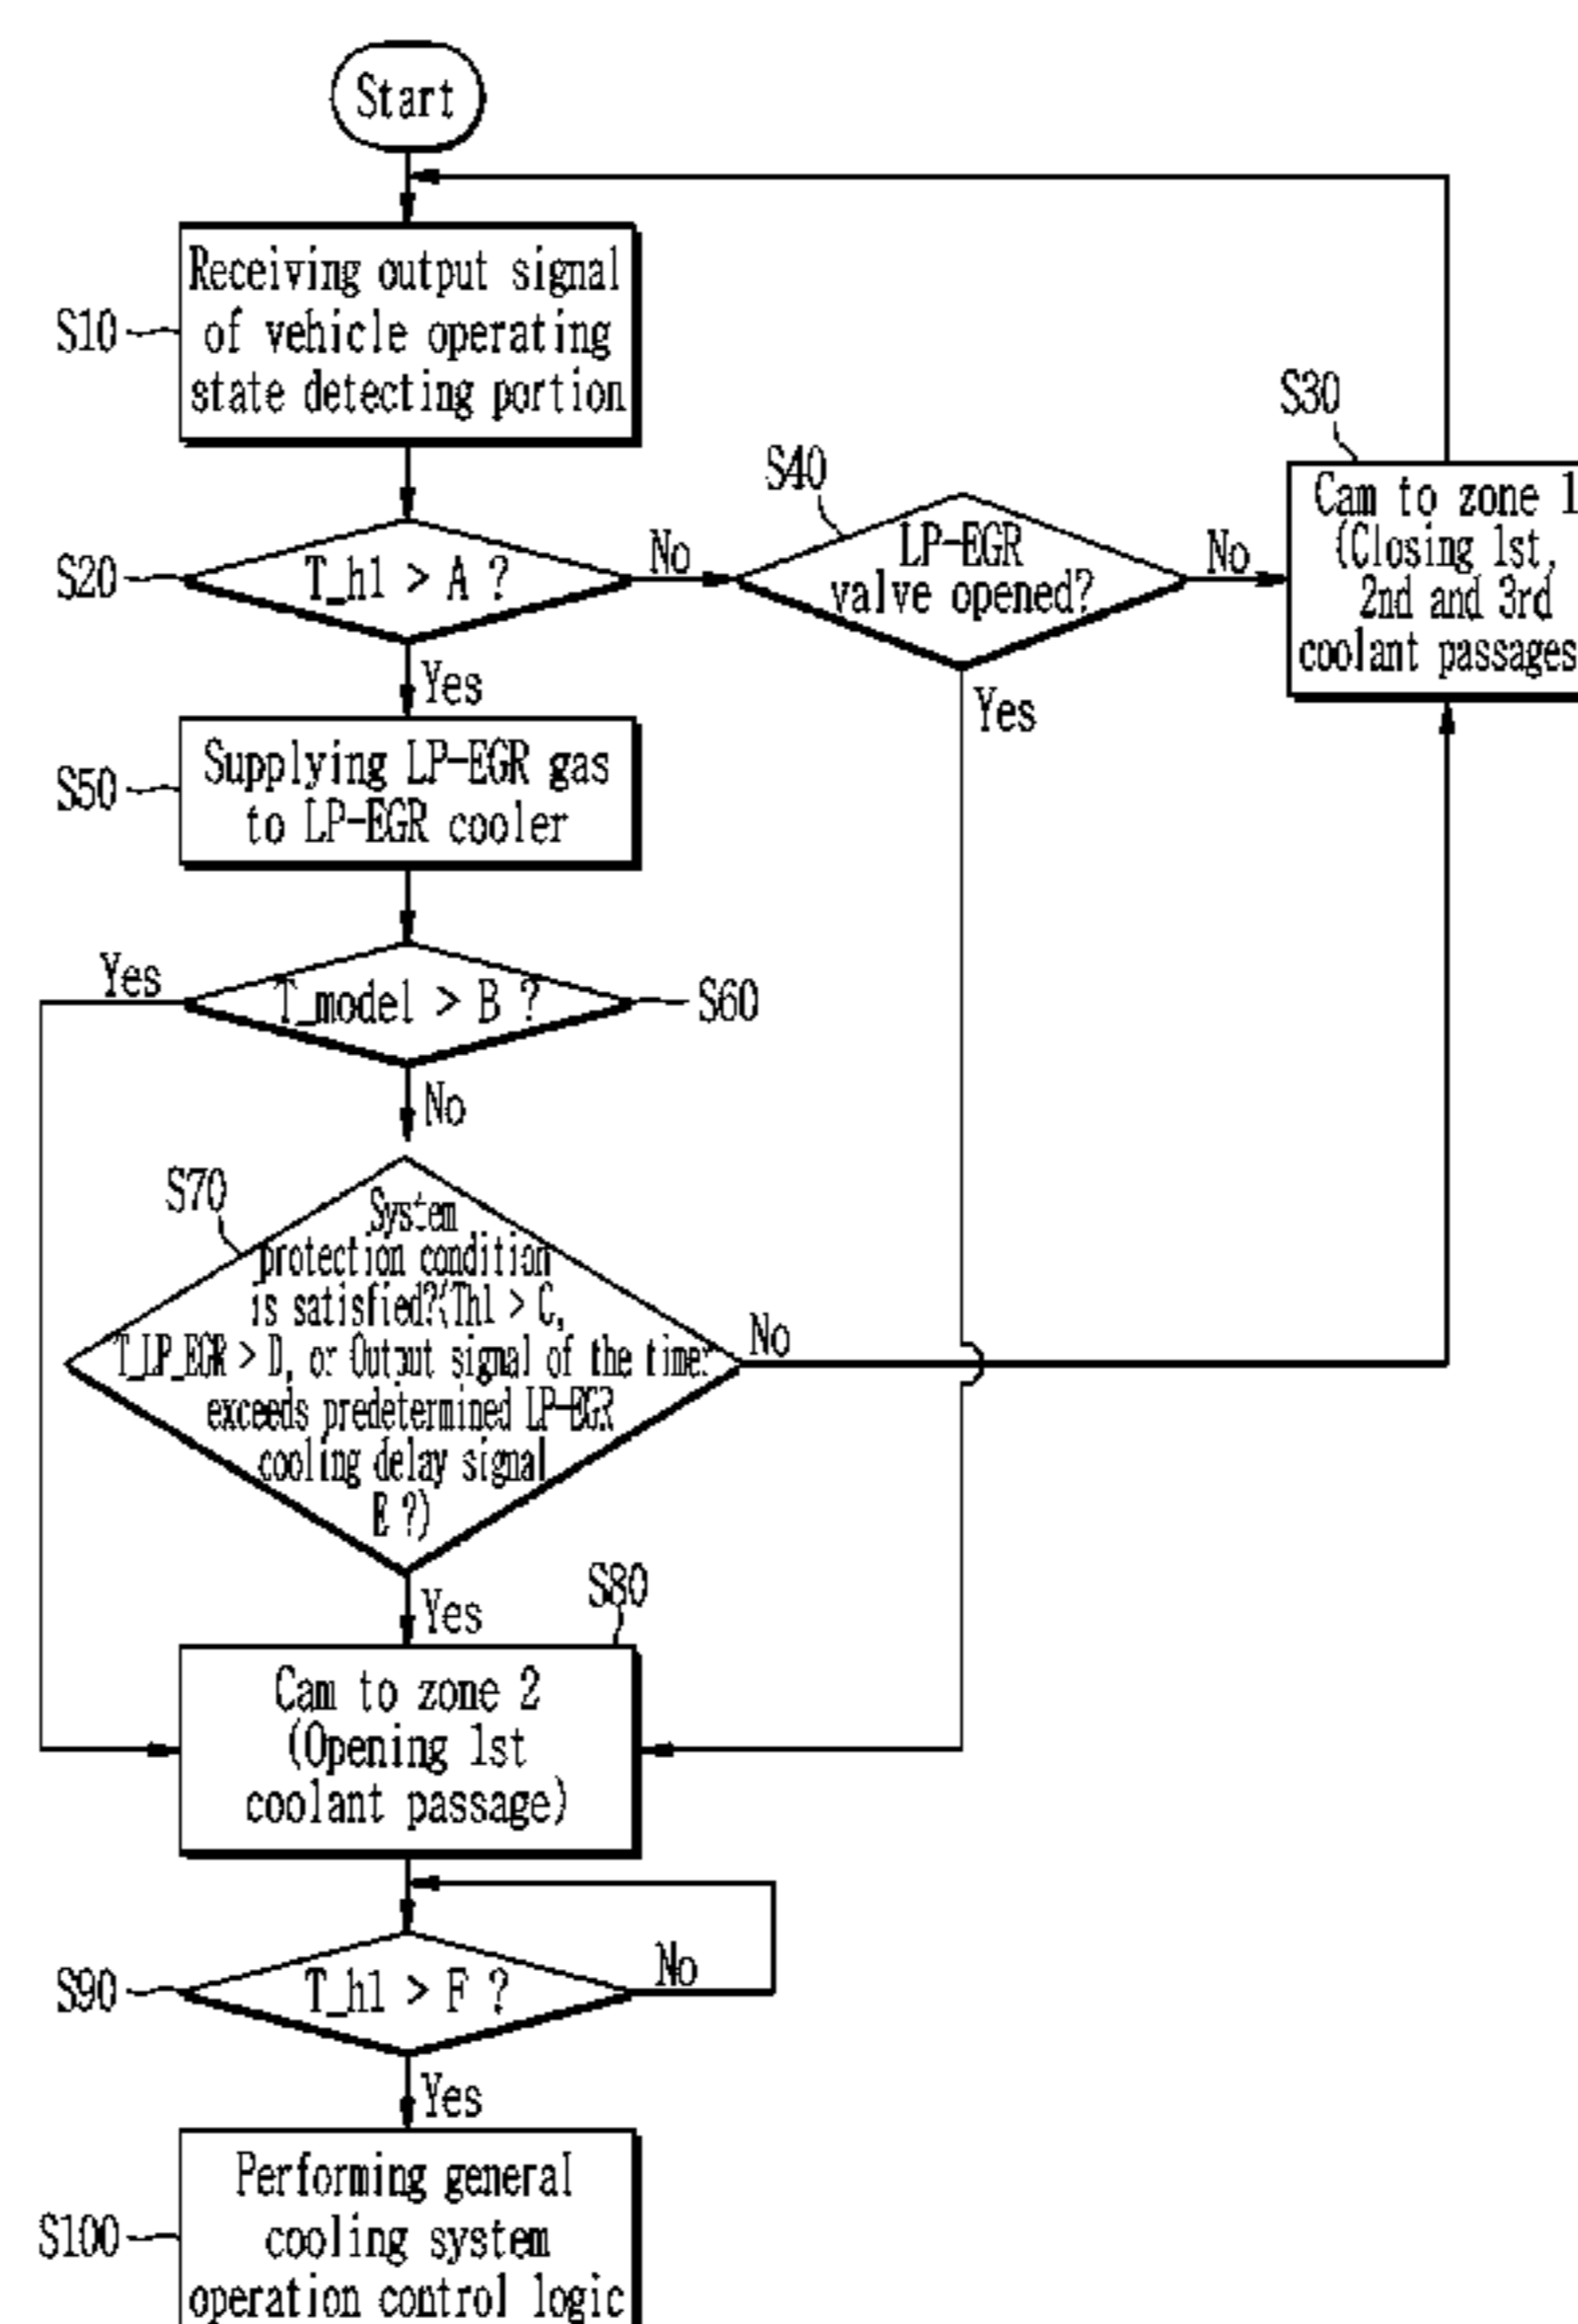 Start
S10
Receiving output signal
of vehicle operating
state detecting portion
S20
T_h1 > A ?
No
Yes
S40
LP-EGR
valve opened?
No
Yes
S30
Cam to zone 1
(Closing 1st,
2nd and 3rd
coolant passages
S50
Supplying LP-EGR gas
to LP-EGR cooler
Yes
T_model > B ?
S60
No
S70
System
protection condition
is satisfied?(Th1 > C,
T_LP_EGR > D, or Output signal of the timer
exceeds predetermined LP-EGR
cooling delay signal
E ?)
No
Yes
S80
Cam to zone 2
(Opening 1st
coolant passage)
S90
T_h1 > F ?
No
Yes
S100
Performing general
cooling system
operation control logic